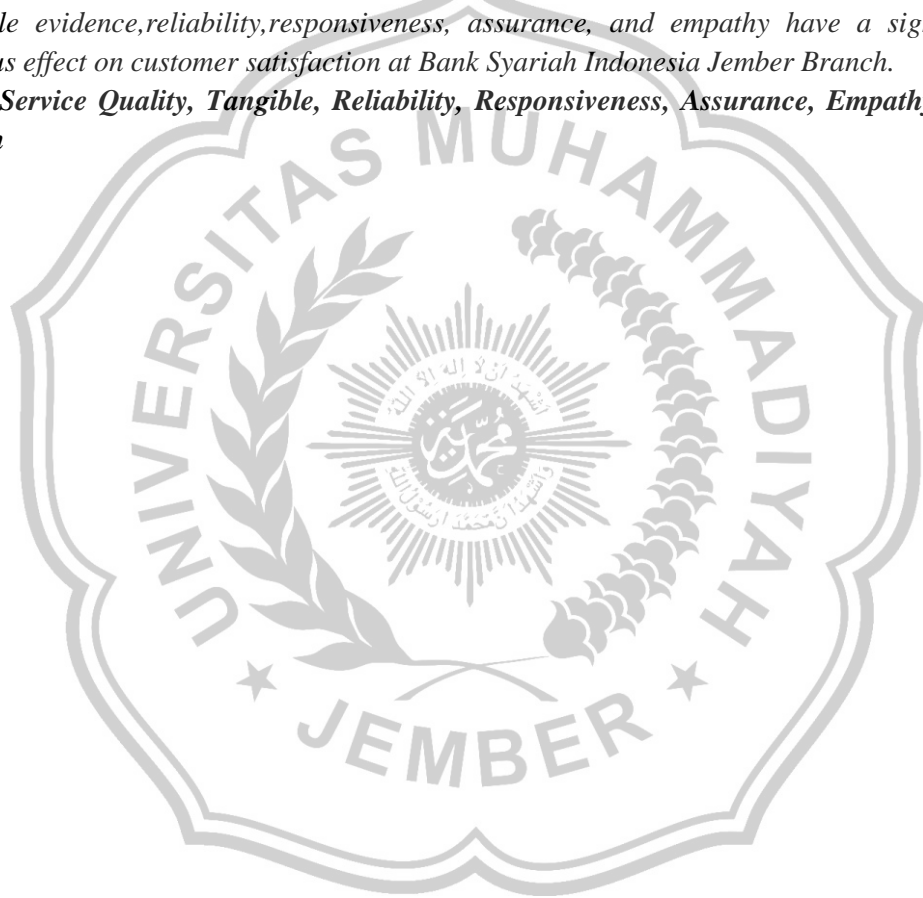 le evidence,reliability,responsiveness, assurance, and empathy have a sig
us effect on customer satisfaction at Bank Syariah Indonesia Jember Branch.
Service Quality, Tangible, Reliability, Responsiveness, Assurance, Empathy
n
UNIVERSITAS MUHAMMADIYAH
JEMBER